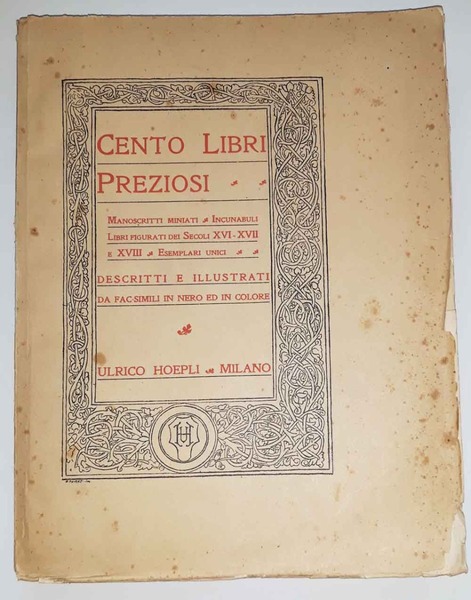 CENTO LIBRI
PREZIOSI
MANOSCRITTI MINIATI INCUNABULI
LIBRI FIGURATI DEI SECOLI XVI-XVII
E XVIII ESEMPLARI UNICI
DESCRITTI E ILLUSTRATI
DA FAC-SIMILI IN NERO ED IN COLORE
ULRICO HOEPLI MILANO
UH